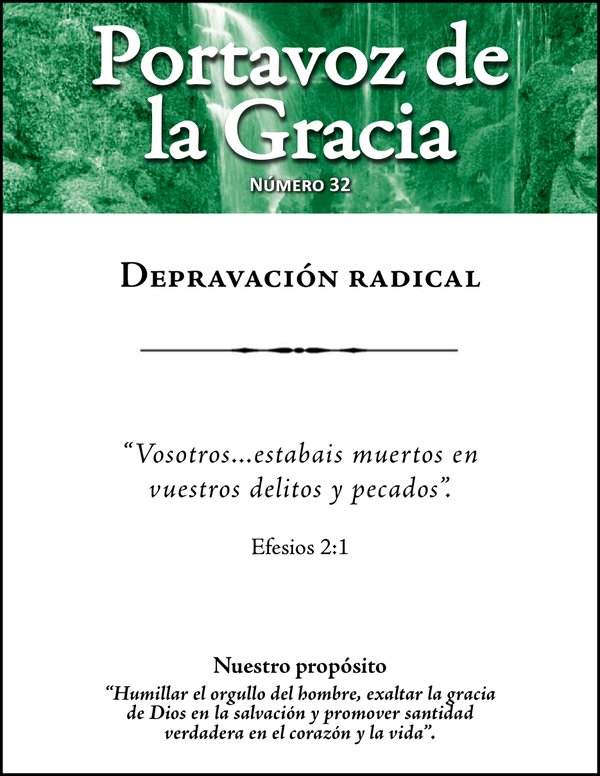 Portavoz de
la Gracia
Número 32
Depravación radical
“Vosotros...estabais muertos en
vuestros delitos y pecados”.
Efesios 2:1
Nuestro propósito
“Humillar el orgullo del hombre, exaltar la gracia
de Dios en la salvación y promover santidad
verdadera en el corazón y la vida”.